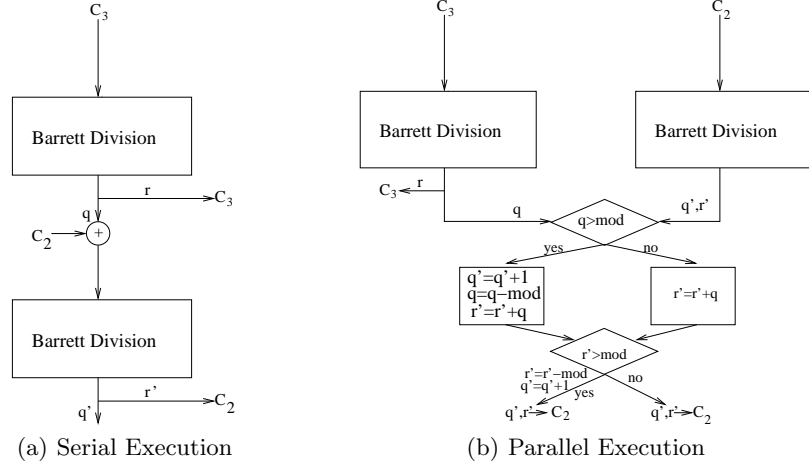 C3
Barrett Division
r
C3
q
C2
+
Barrett Division
r'
C2
q'
(a) Serial Execution
C3
C2
Barrett Division
Barrett Division
r
C3
q
q>mod
q',r'
yes
no
q'=q'+1
q=q−mod
r'=r'+q
r'=r'+q
r'>mod
r'=r'−mod
q'=q'+1
yes
no
q',r'
C2
q',r'
C2
(b) Parallel Execution